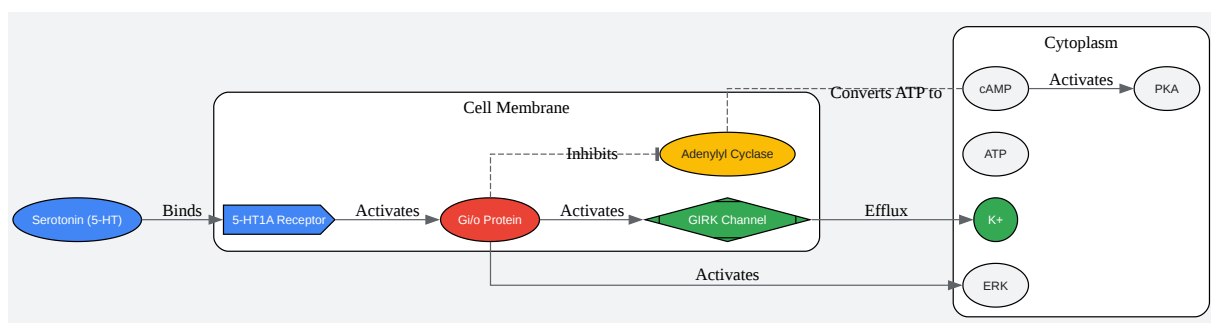 Cytoplasm
Converts ATP to
cAMP
Activates
PKA
Cell Membrane
Inhibits
Adenylyl Cyclase
ATP
Serotonin (5-HT)
Binds
5-HT1A Receptor
Activates
Gi/o Protein
Activates
GIRK Channel
Efflux
K+
Activates
ERK